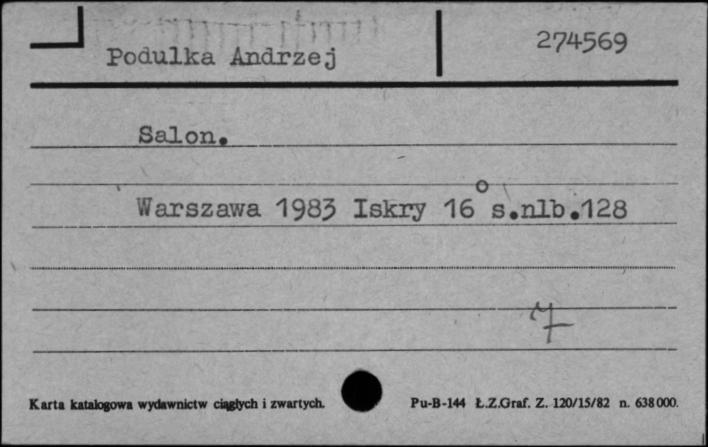 Podulka Andrzej
274569
Salon.
Warszawa 1983 Iskry 16° s.nlb.128
7
Karta katalogowa wydawnictw ciągłych i zwartych. Pu-B-144 Ł.Z.Graf. Z. 120/15/82 n. 638000.